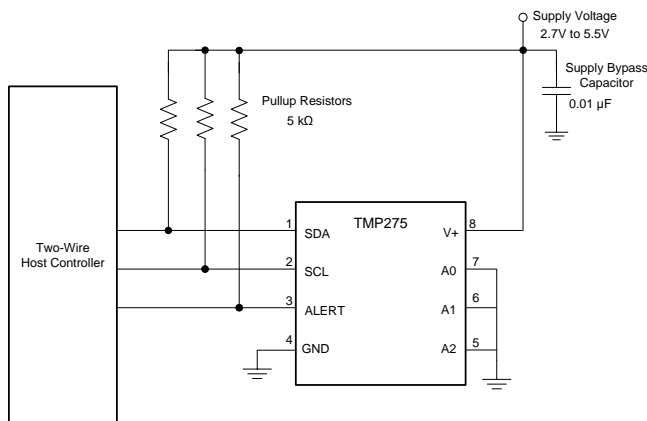 Supply Voltage
2.7V to 5.5V
Supply Bypass
Capacitor
0.01 µF
Pullup Resistors
5 kΩ
Two-Wire
Host Controller
TMP275
1 SDA
2 SCL
3 ALERT
4 GND
V+ 8
A0 7
A1 6
A2 5